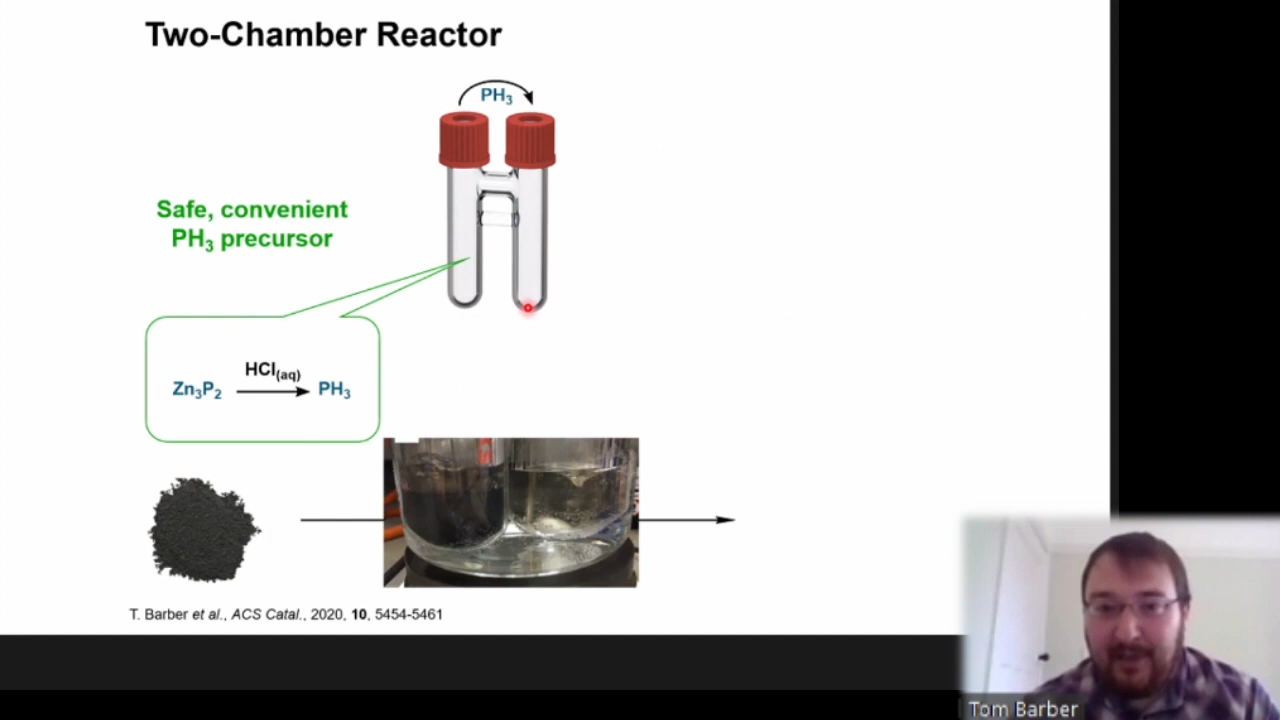 Two-Chamber Reactor
PH₃
Safe, convenient
PH₃ precursor
HCl(aq)
Zn₃P₂ PH₃
T. Barber et al., ACS Catal., 2020, 10, 5454-5461
Tom Barber